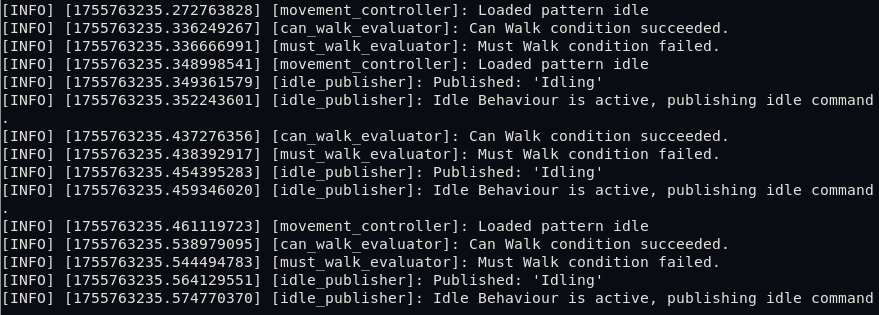 [INFO] [1755763235.272763828] [movement_controller]: Loaded pattern idle
[INFO] [1755763235.336249267] [can_walk_evaluator]: Can Walk condition succeeded.
[INFO] [1755763235.336666991] [must_walk_evaluator]: Must Walk condition failed.
[INFO] [1755763235.348998541] [movement_controller]: Loaded pattern idle
[INFO] [1755763235.349361579] [idle_publisher]: Published: 'Idling'
[INFO] [1755763235.352243601] [idle_publisher]: Idle Behaviour is active, publishing idle command
.
[INFO] [1755763235.437276356] [can_walk_evaluator]: Can Walk condition succeeded.
[INFO] [1755763235.438392917] [must_walk_evaluator]: Must Walk condition failed.
[INFO] [1755763235.454395283] [idle_publisher]: Published: 'Idling'
[INFO] [1755763235.459346020] [idle_publisher]: Idle Behaviour is active, publishing idle command
.
[INFO] [1755763235.461119723] [movement_controller]: Loaded pattern idle
[INFO] [1755763235.538979095] [can_walk_evaluator]: Can Walk condition succeeded.
[INFO] [1755763235.544494783] [must_walk_evaluator]: Must Walk condition failed.
[INFO] [1755763235.564129551] [idle_publisher]: Published: 'Idling'
[INFO] [1755763235.574770370] [idle_publisher]: Idle Behaviour is active, publishing idle command